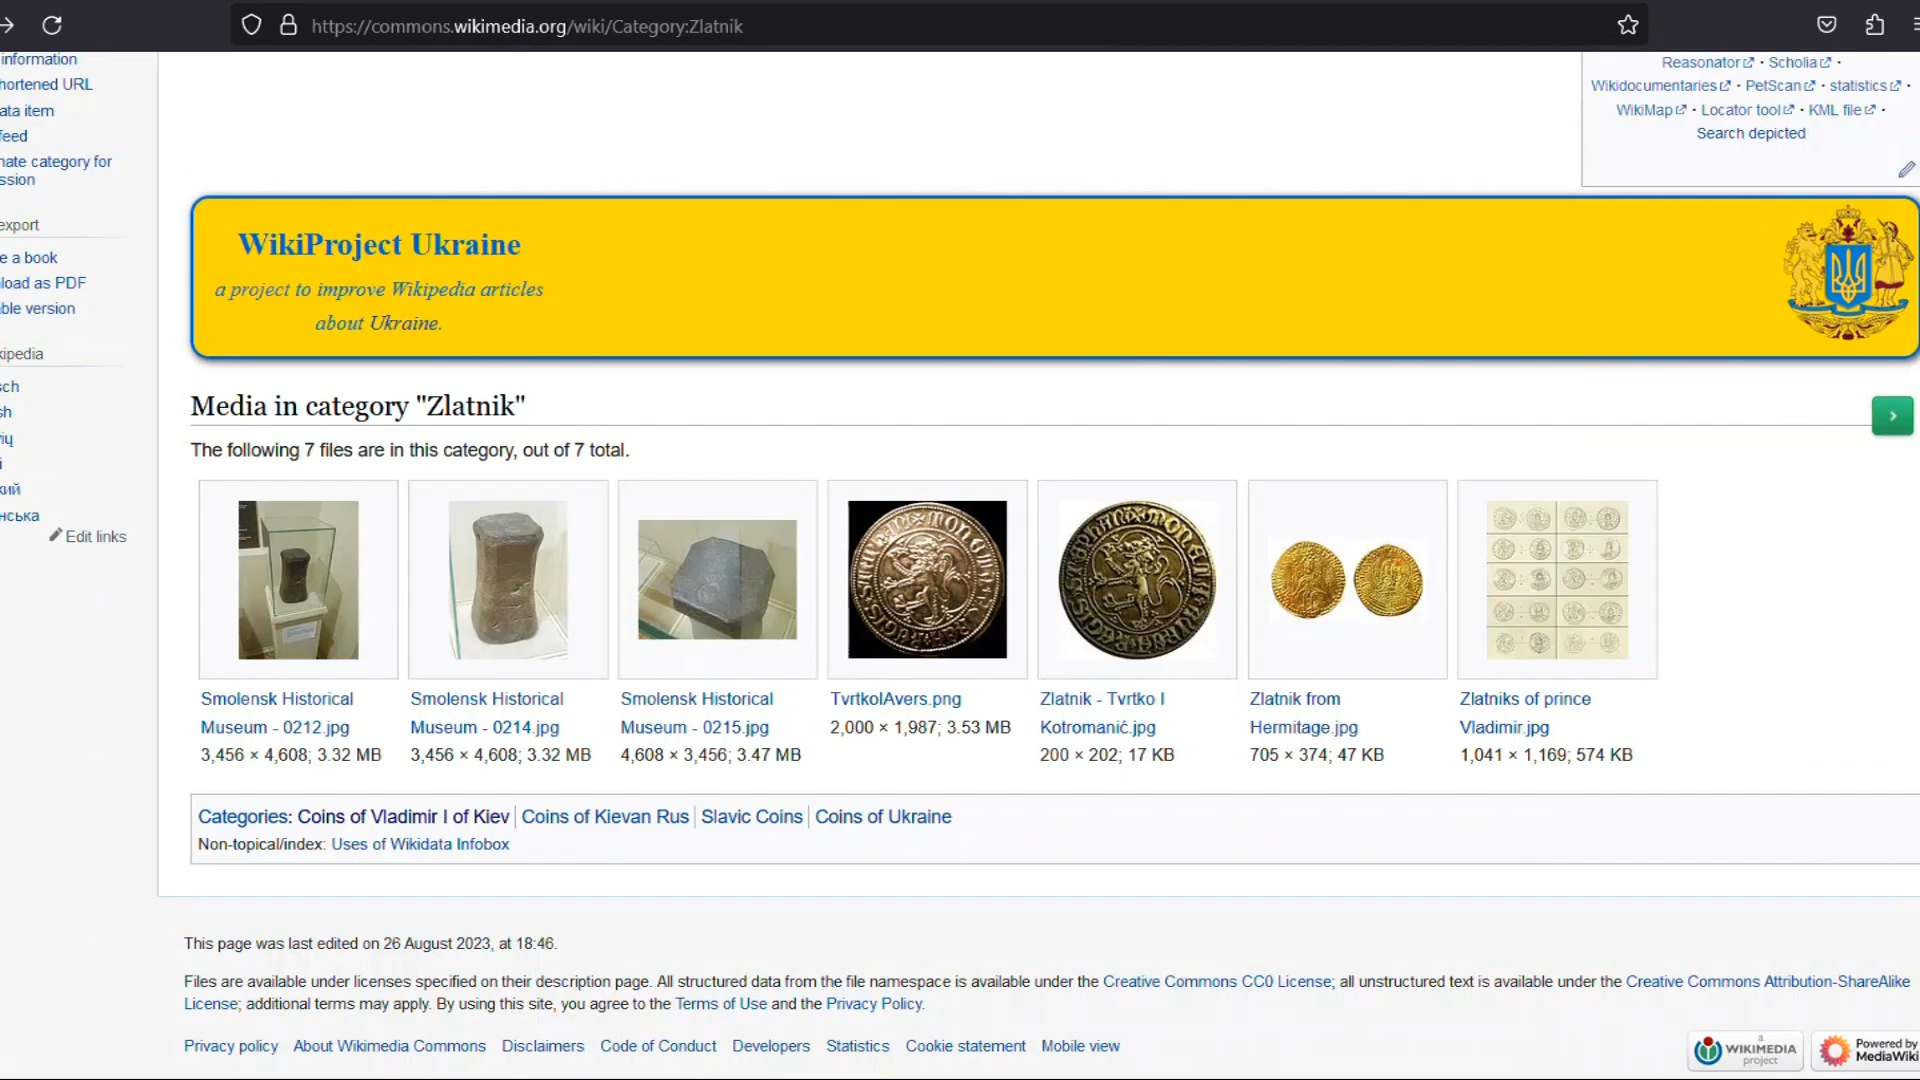 https://commons.wikimedia.org/wiki/Category:Zlatnik
information
hortened URL
ata item
feed
nate category for
ssion
export
e a book
load as PDF
ble version
kipedia
sch
sh
ių
й
кий
нська
Edit links
Reasonator · Scholia ·
Wikidocumentaries · PetScan · statistics ·
WikiMap · Locator tool · KML file ·
Search depicted
WikiProject Ukraine
a project to improve Wikipedia articles
about Ukraine.
Media in category "Zlatnik"
The following 7 files are in this category, out of 7 total.
Smolensk Historical
Museum - 0212.jpg
3,456 × 4,608; 3.32 MB
Smolensk Historical
Museum - 0214.jpg
3,456 × 4,608; 3.32 MB
Smolensk Historical
Museum - 0215.jpg
4,608 × 3,456; 3.47 MB
TvrtkoIAvers.png
2,000 × 1,987; 3.53 MB
Zlatnik - Tvrtko I
Kotromanić.jpg
200 × 202; 17 KB
Zlatnik from
Hermitage.jpg
705 × 374; 47 KB
Zlatniks of prince
Vladimir.jpg
1,041 × 1,169; 574 KB
Categories: Coins of Vladimir I of Kiev | Coins of Kievan Rus | Slavic Coins | Coins of Ukraine
Non-topical/index: Uses of Wikidata Infobox
This page was last edited on 26 August 2023, at 18:46.
Files are available under licenses specified on their description page. All structured data from the file namespace is available under the Creative Commons CC0 License; all unstructured text is available under the Creative Commons Attribution-ShareAlike
License; additional terms may apply. By using this site, you agree to the Terms of Use and the Privacy Policy.
Privacy policy About Wikimedia Commons Disclaimers Code of Conduct Developers Statistics Cookie statement Mobile view
a
WIKIMEDIA
project
Powered by
MediaWiki